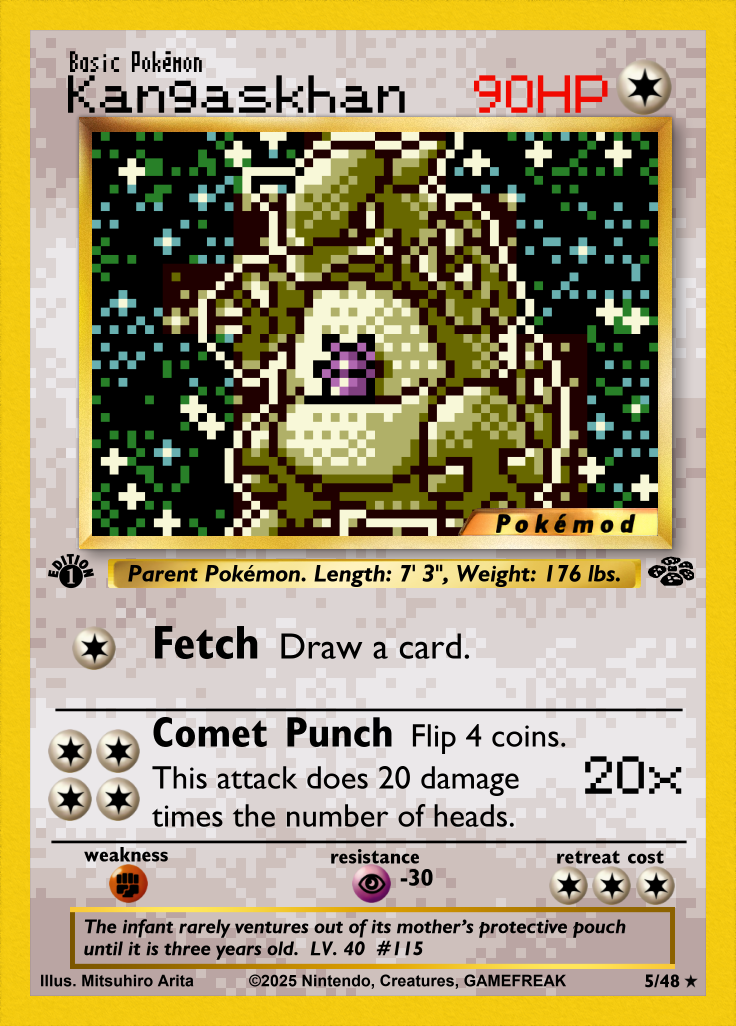 Basic Pokémon
Kangaskhan 90HP
Pokémod
EDITION
1
Parent Pokémon. Length: 7' 3", Weight: 176 lbs.
Fetch Draw a card.
Comet Punch Flip 4 coins.
This attack does 20 damage
times the number of heads.
20x
weakness resistance retreat cost
-30
The infant rarely ventures out of its mother's protective pouch
until it is three years old. LV. 40 #115
Illus. Mitsuhiro Arita ©2025 Nintendo, Creatures, GAMEFREAK 5/48 ★